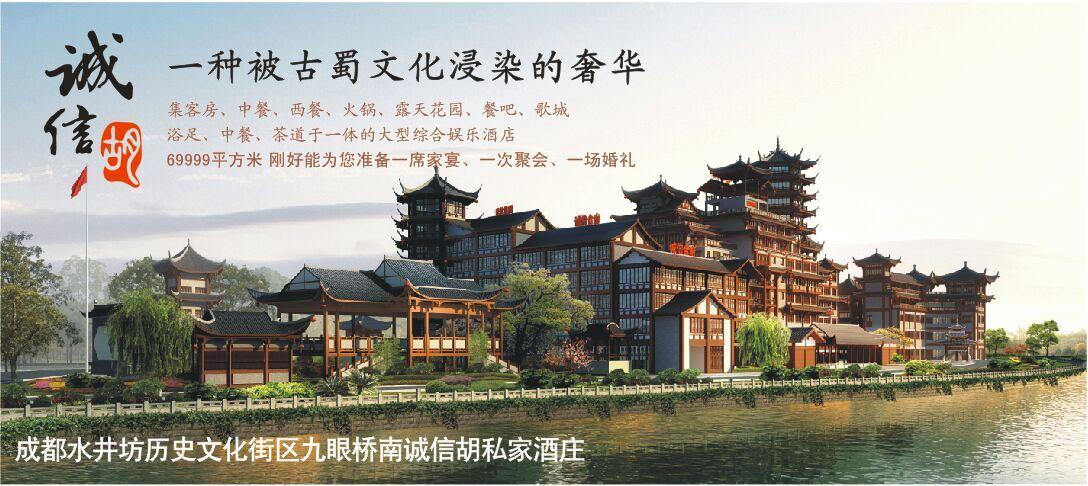 诚信胡
一种被古蜀文化浸染的奢华
集客房、中餐、西餐、火锅、露天花园、餐吧、歌城
浴足、中餐、茶道于一体的大型综合娱乐酒店
69999平方米 刚好能为您准备一席家宴、一次聚会、一场婚礼
成都水井坊历史文化街区九眼桥南诚信胡私家酒庄